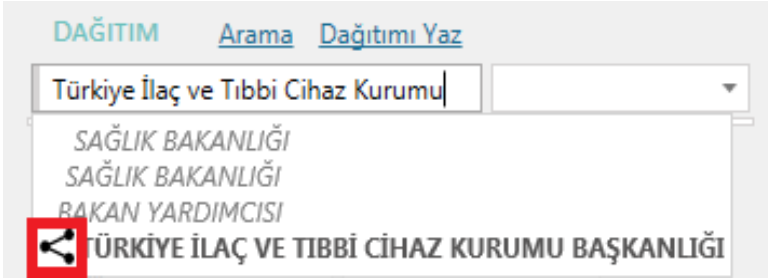 DAĞITIM Arama Dağıtımı Yaz
Türkiye İlaç ve Tıbbi Cihaz Kurumu
SAĞLIK BAKANLIĞI
SAĞLIK BAKANLIĞI
BAKAN YARDIMCISI
TÜRKİYE İLAÇ VE TIBBİ CİHAZ KURUMU BAŞKANLIĞI